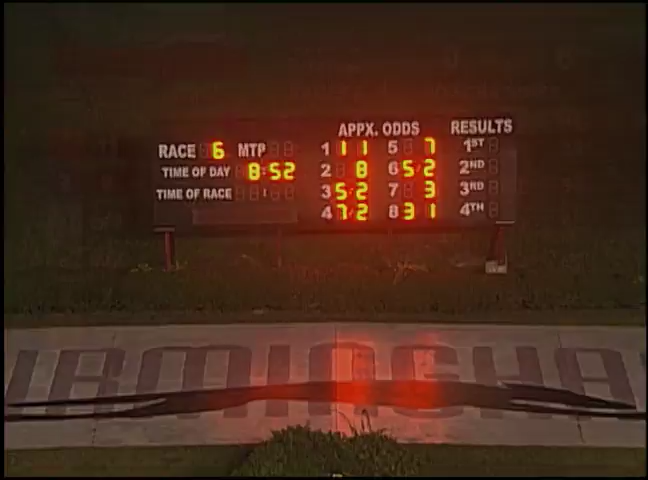 APPX. ODDS RESULTS
RACE 6 MTP 1 11 5 7 1ST
TIME OF DAY 8:52 2 8 6 5/2 2ND
TIME OF RACE 3 5/2 7 3 3RD
4 7/2 8 31 4TH
IRMINGHA